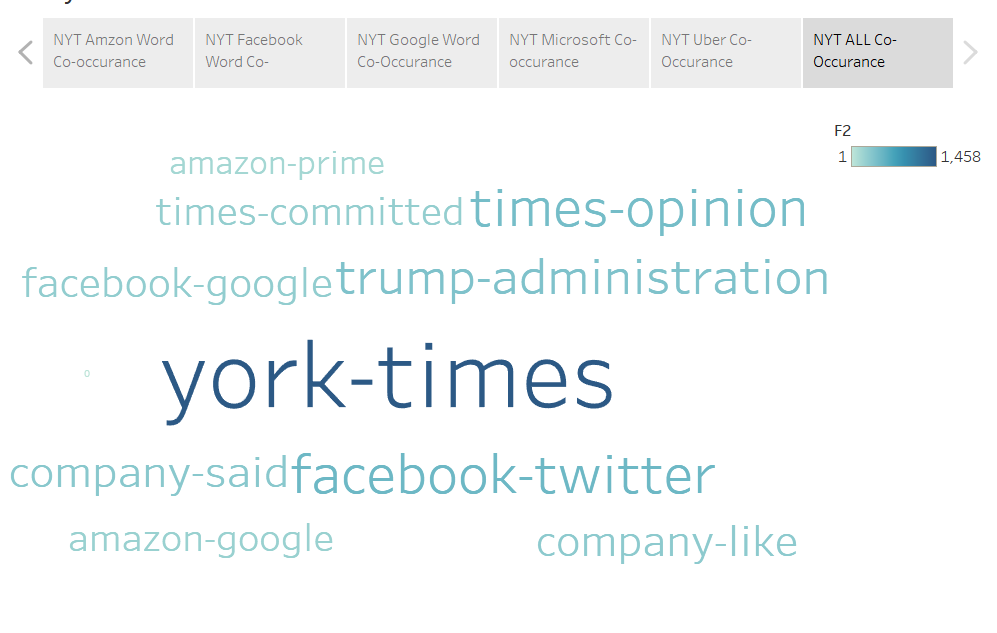 NYT Amzon Word
Co-occurance
NYT Facebook
Word Co-
NYT Google Word
Co-Occurance
NYT Microsoft Co-
occurance
NYT Uber Co-
Occurance
NYT ALL Co-
Occurance
F2
1 1,458
amazon-prime
times-committed times-opinion
facebook-google trump-administration
0
york-times
company-said facebook-twitter
amazon-google company-like